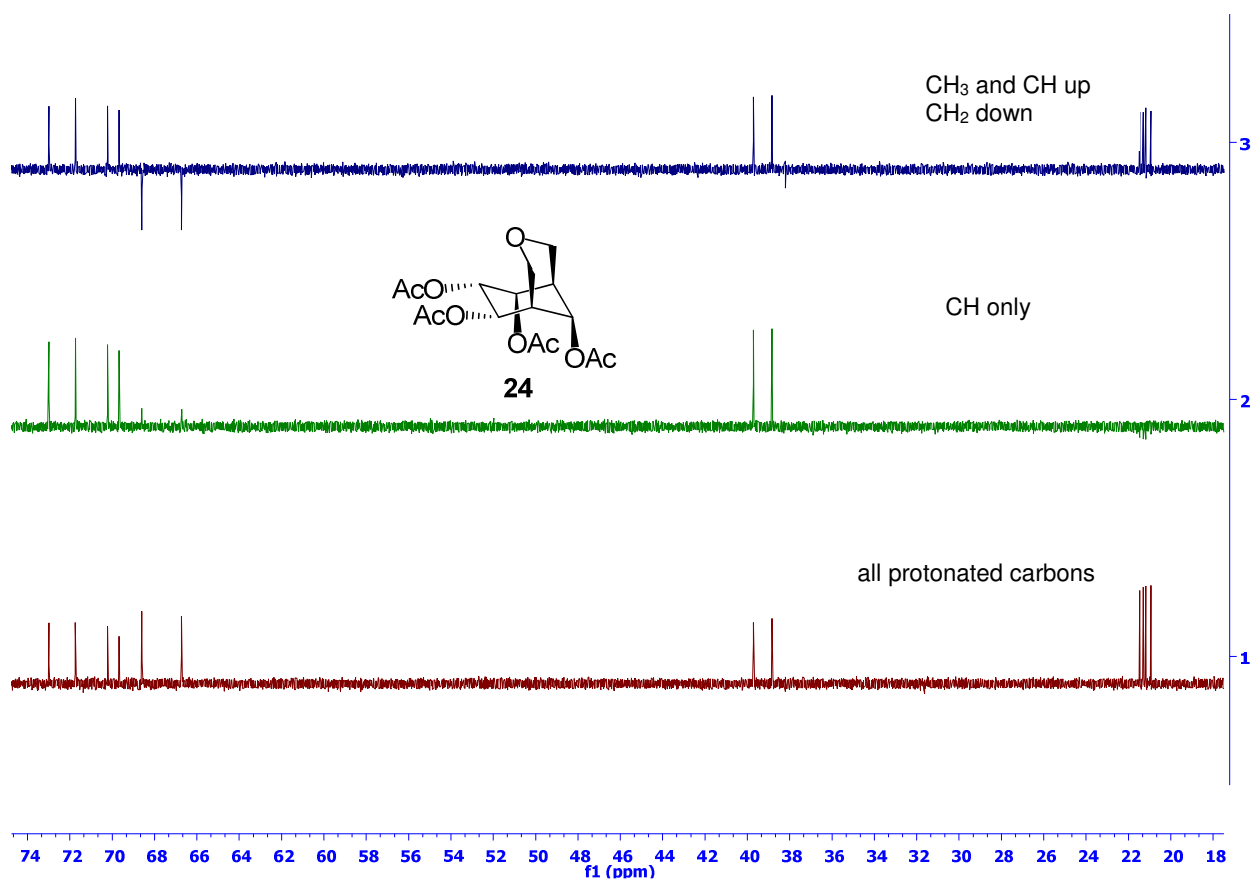 CH₃ and CH up
CH₂ down
3
O
AcO
AcO
OAc
OAc
24
CH only
2
all protonated carbons
1
74 72 70 68 66 64 62 60 58 56 54 52 50 48 46 44 42 40 38 36 34 32 30 28 26 24 22 20 18
f1 (ppm)